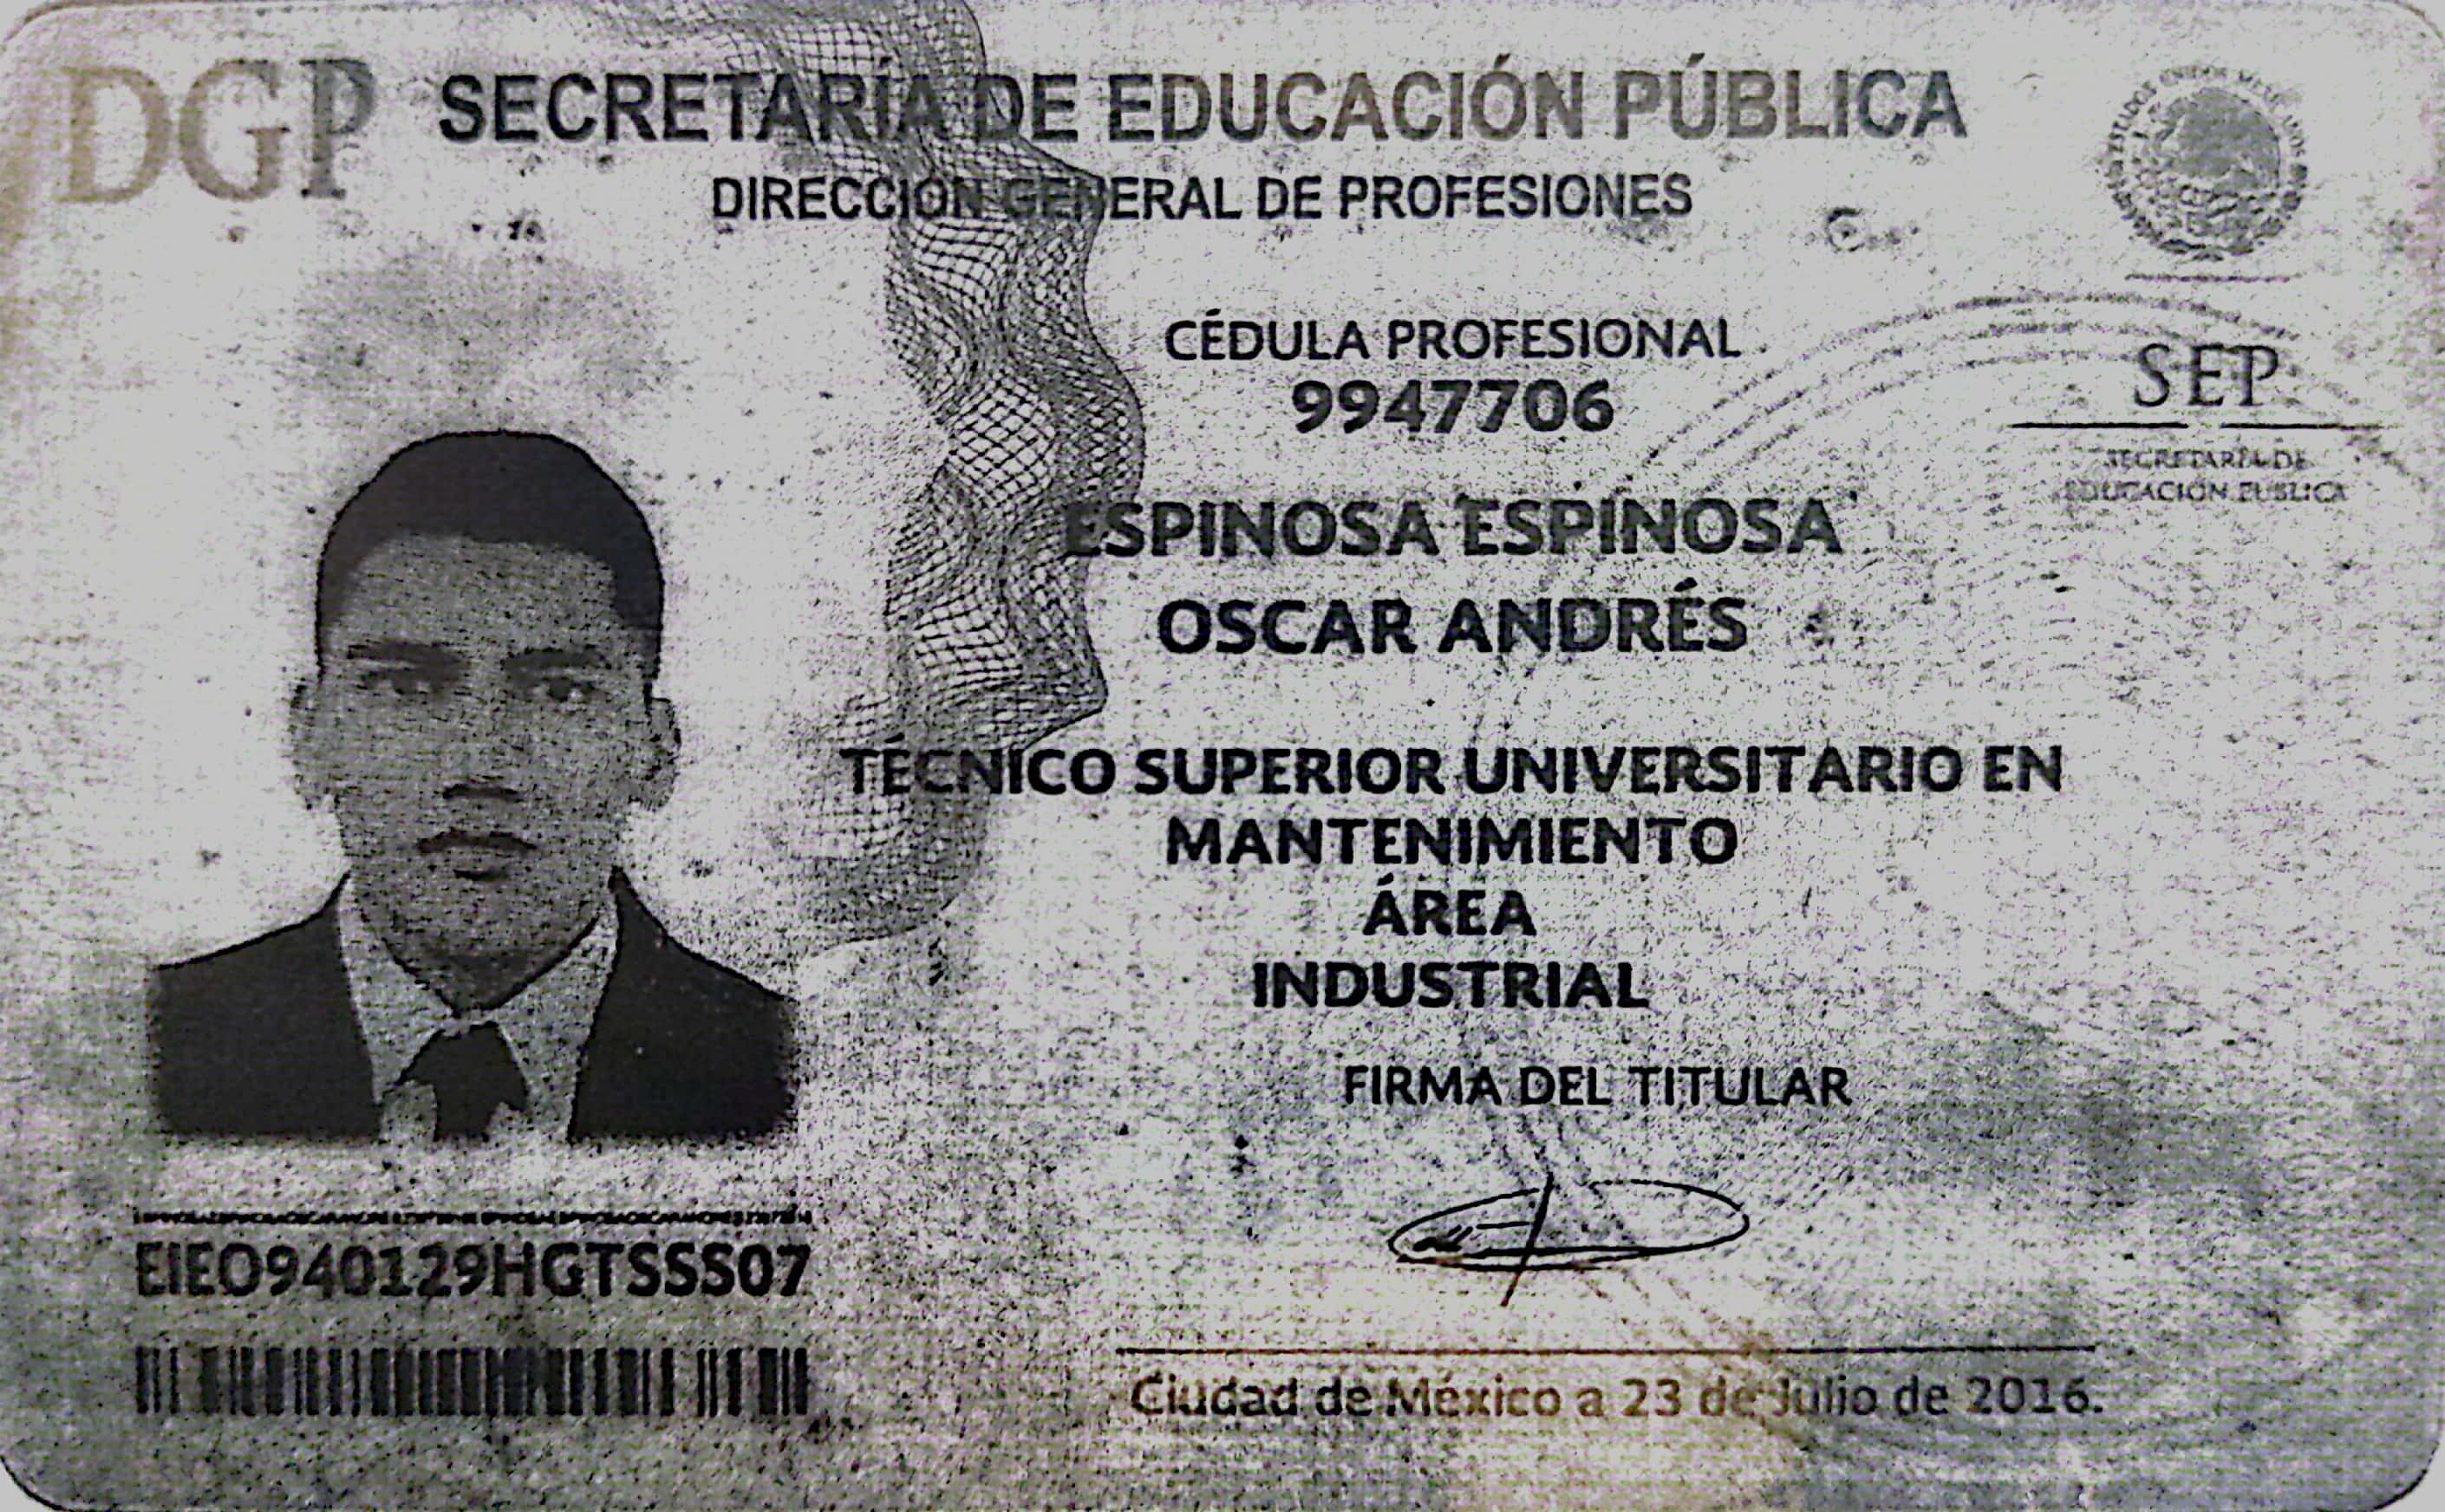 DGP
SECRETARÍA DE EDUCACIÓN PÚBLICA
DIRECCIÓN GENERAL DE PROFESIONES
ESTADOS UNIDOS MEXICANOS
CÉDULA PROFESIONAL
9947706
SEP
SECRETARÍA DE
EDUCACIÓN PÚBLICA
ESPINOSA ESPINOSA
OSCAR ANDRÉS
TÉCNICO SUPERIOR UNIVERSITARIO EN
MANTENIMIENTO
ÁREA
INDUSTRIAL
FIRMA DEL TITULAR
EIEO940129HGTSSS07
Ciudad de México a 23 de Julio de 2016.